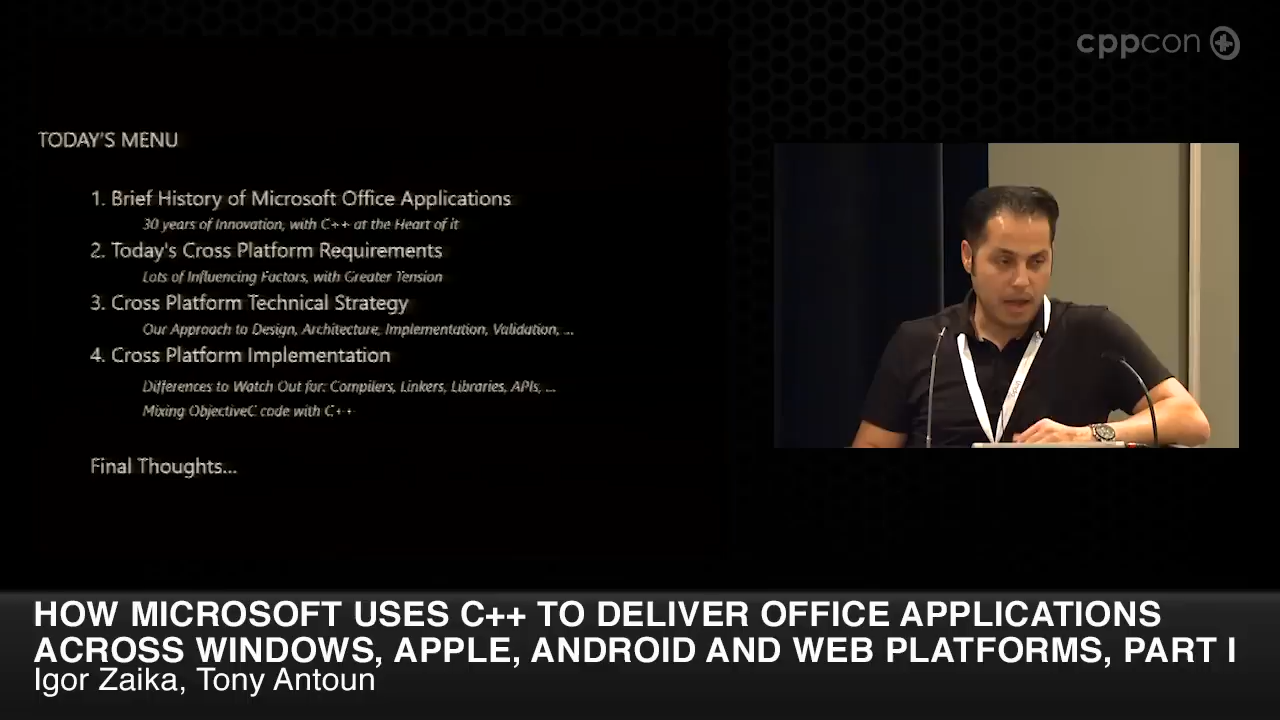 cppcon
TODAY'S MENU
1. Brief History of Microsoft Office Applications
30 years of Innovation, with C++ at the Heart of it
2. Today's Cross Platform Requirements
Lots of Influencing Factors, with Greater Tension
3. Cross Platform Technical Strategy
Our Approach to Design, Architecture, Implementation, Validation, ...
4. Cross Platform Implementation
Differences to Watch Out for: Compilers, Linkers, Libraries, APIs, ...
Mixing ObjectiveC code with C++
Final Thoughts...
HOW MICROSOFT USES C++ TO DELIVER OFFICE APPLICATIONS
ACROSS WINDOWS, APPLE, ANDROID AND WEB PLATFORMS, PART I
Igor Zaika, Tony Antoun